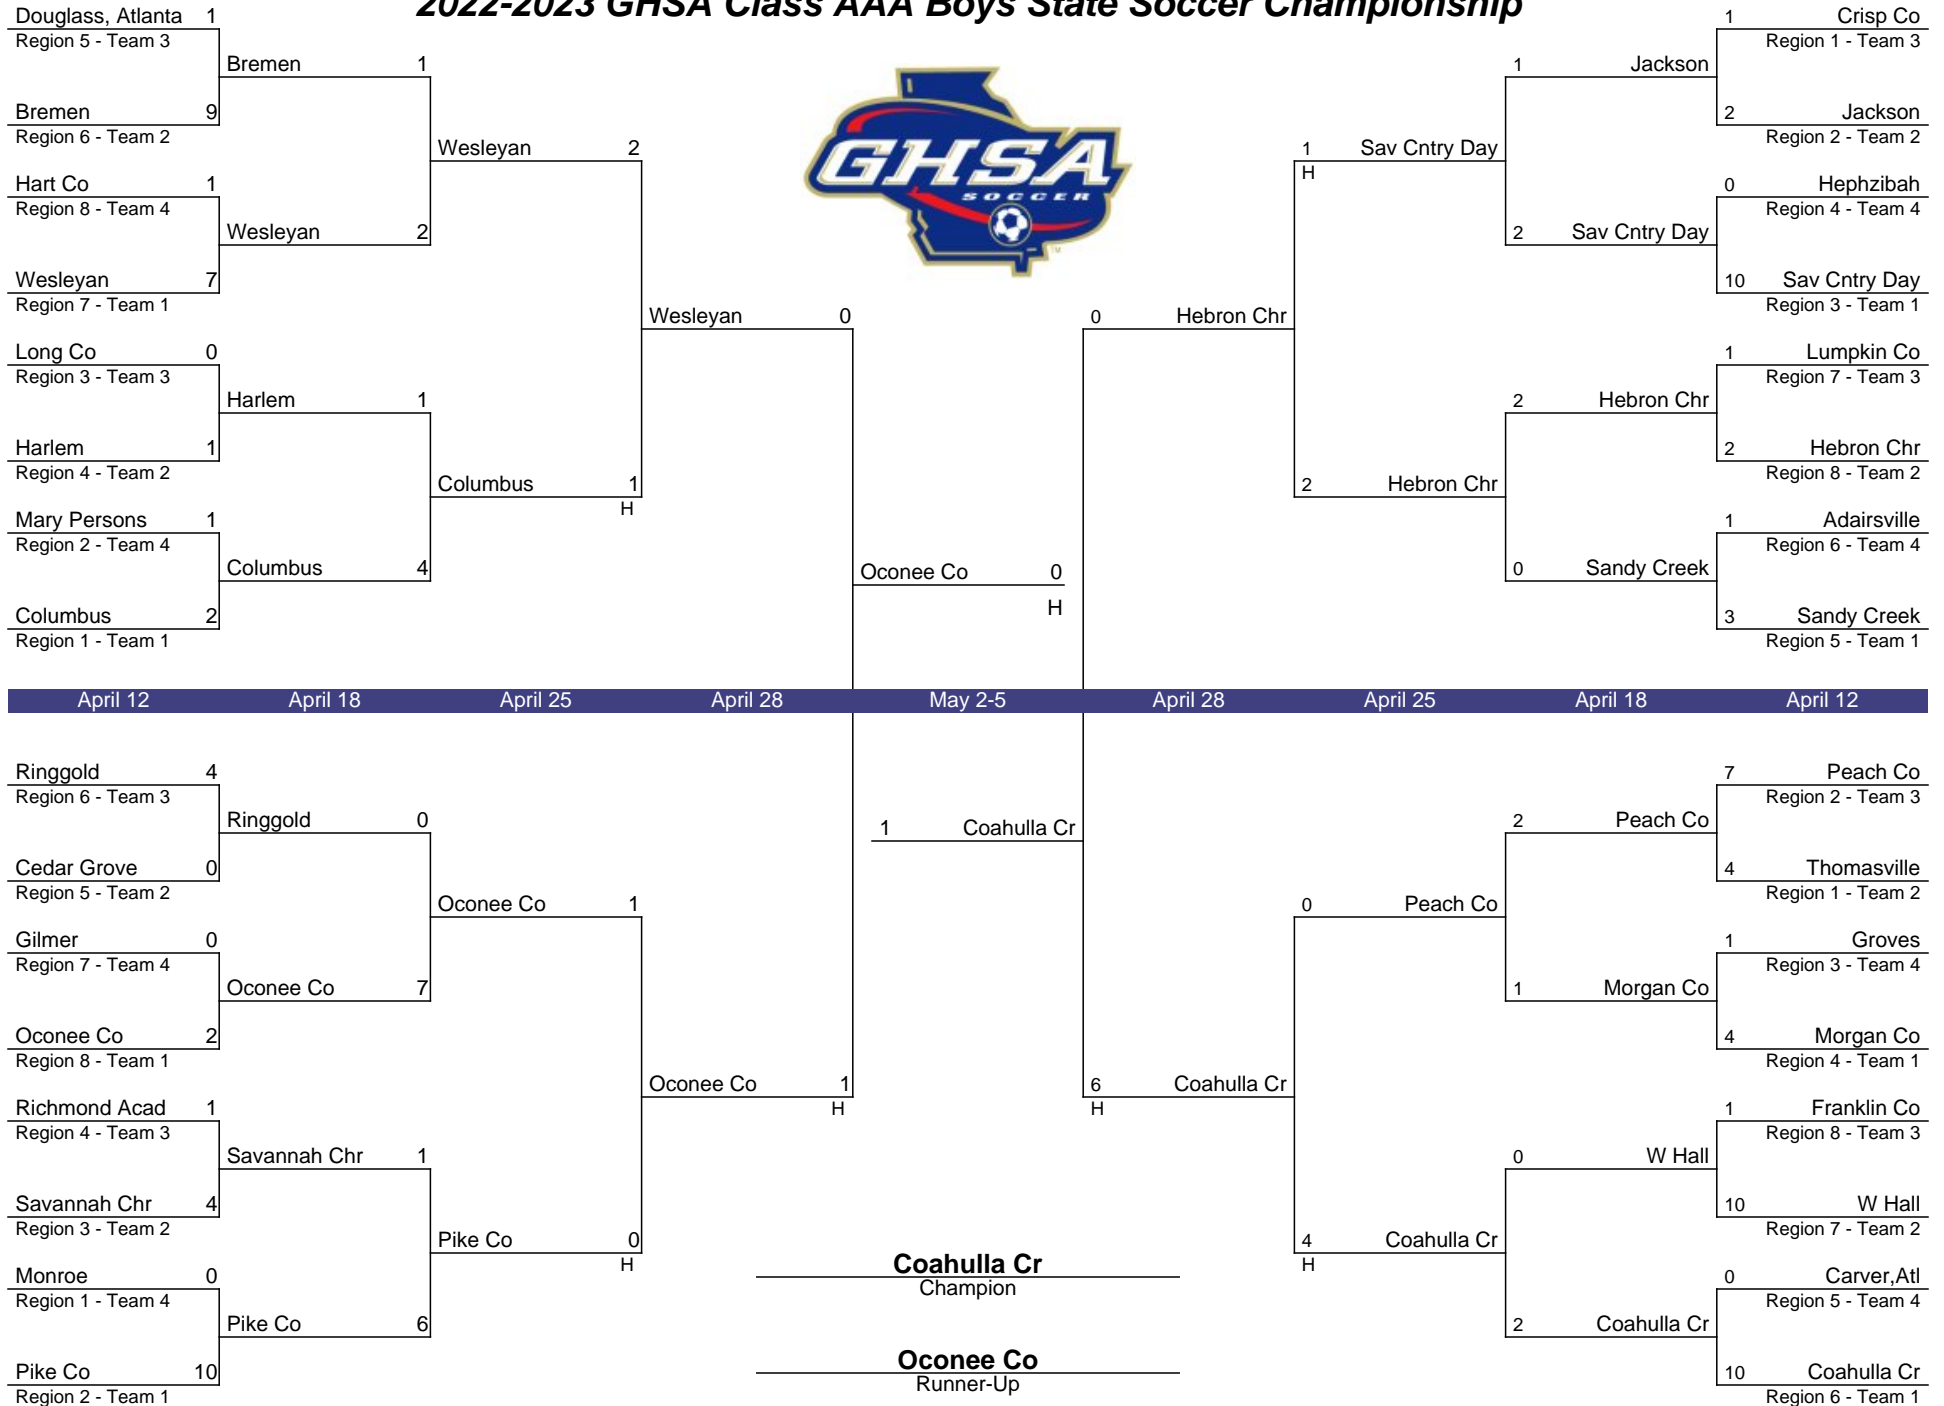 2022-2023 GHSA Class AAA Boys State Soccer Championship
Douglass, Atlanta 1
Region 5 - Team 3
Bremen 9
Region 6 - Team 2
Hart Co 1
Region 8 - Team 4
Wesleyan 7
Region 7 - Team 1
Long Co 0
Region 3 - Team 3
Harlem 1
Region 4 - Team 2
Mary Persons 1
Region 2 - Team 4
Columbus 2
Region 1 - Team 1
Bremen 1
Wesleyan 2
Harlem 1
Columbus 4
Wesleyan 2
Columbus 1
H
Wesleyan 0
GHSA
SOCCER
TM
Oconee Co 0
H
0 Hebron Chr
1 Sav Cntry Day
H
2 Hebron Chr
1 Jackson
2 Sav Cntry Day
2 Hebron Chr
0 Sandy Creek
1 Crisp Co
Region 1 - Team 3
2 Jackson
Region 2 - Team 2
0 Hephzibah
Region 4 - Team 4
10 Sav Cntry Day
Region 3 - Team 1
1 Lumpkin Co
Region 7 - Team 3
2 Hebron Chr
Region 8 - Team 2
1 Adairsville
Region 6 - Team 4
3 Sandy Creek
Region 5 - Team 1
April 12 April 18 April 25 April 28 May 2-5 April 28 April 25 April 18 April 12
Ringgold 4
Region 6 - Team 3
Cedar Grove 0
Region 5 - Team 2
Gilmer 0
Region 7 - Team 4
Oconee Co 2
Region 8 - Team 1
Richmond Acad 1
Region 4 - Team 3
Savannah Chr 4
Region 3 - Team 2
Monroe 0
Region 1 - Team 4
Pike Co 10
Region 2 - Team 1
Ringgold 0
Oconee Co 7
Savannah Chr 1
Pike Co 6
Oconee Co 1
Pike Co 0
H
Oconee Co 1
H
1 Coahulla Cr
6 Coahulla Cr
H
0 Peach Co
4 Coahulla Cr
H
2 Peach Co
1 Morgan Co
0 W Hall
2 Coahulla Cr
7 Peach Co
Region 2 - Team 3
4 Thomasville
Region 1 - Team 2
1 Groves
Region 3 - Team 4
4 Morgan Co
Region 4 - Team 1
1 Franklin Co
Region 8 - Team 3
10 W Hall
Region 7 - Team 2
0 Carver,Atl
Region 5 - Team 4
10 Coahulla Cr
Region 6 - Team 1
Coahulla Cr
Champion
Oconee Co
Runner-Up